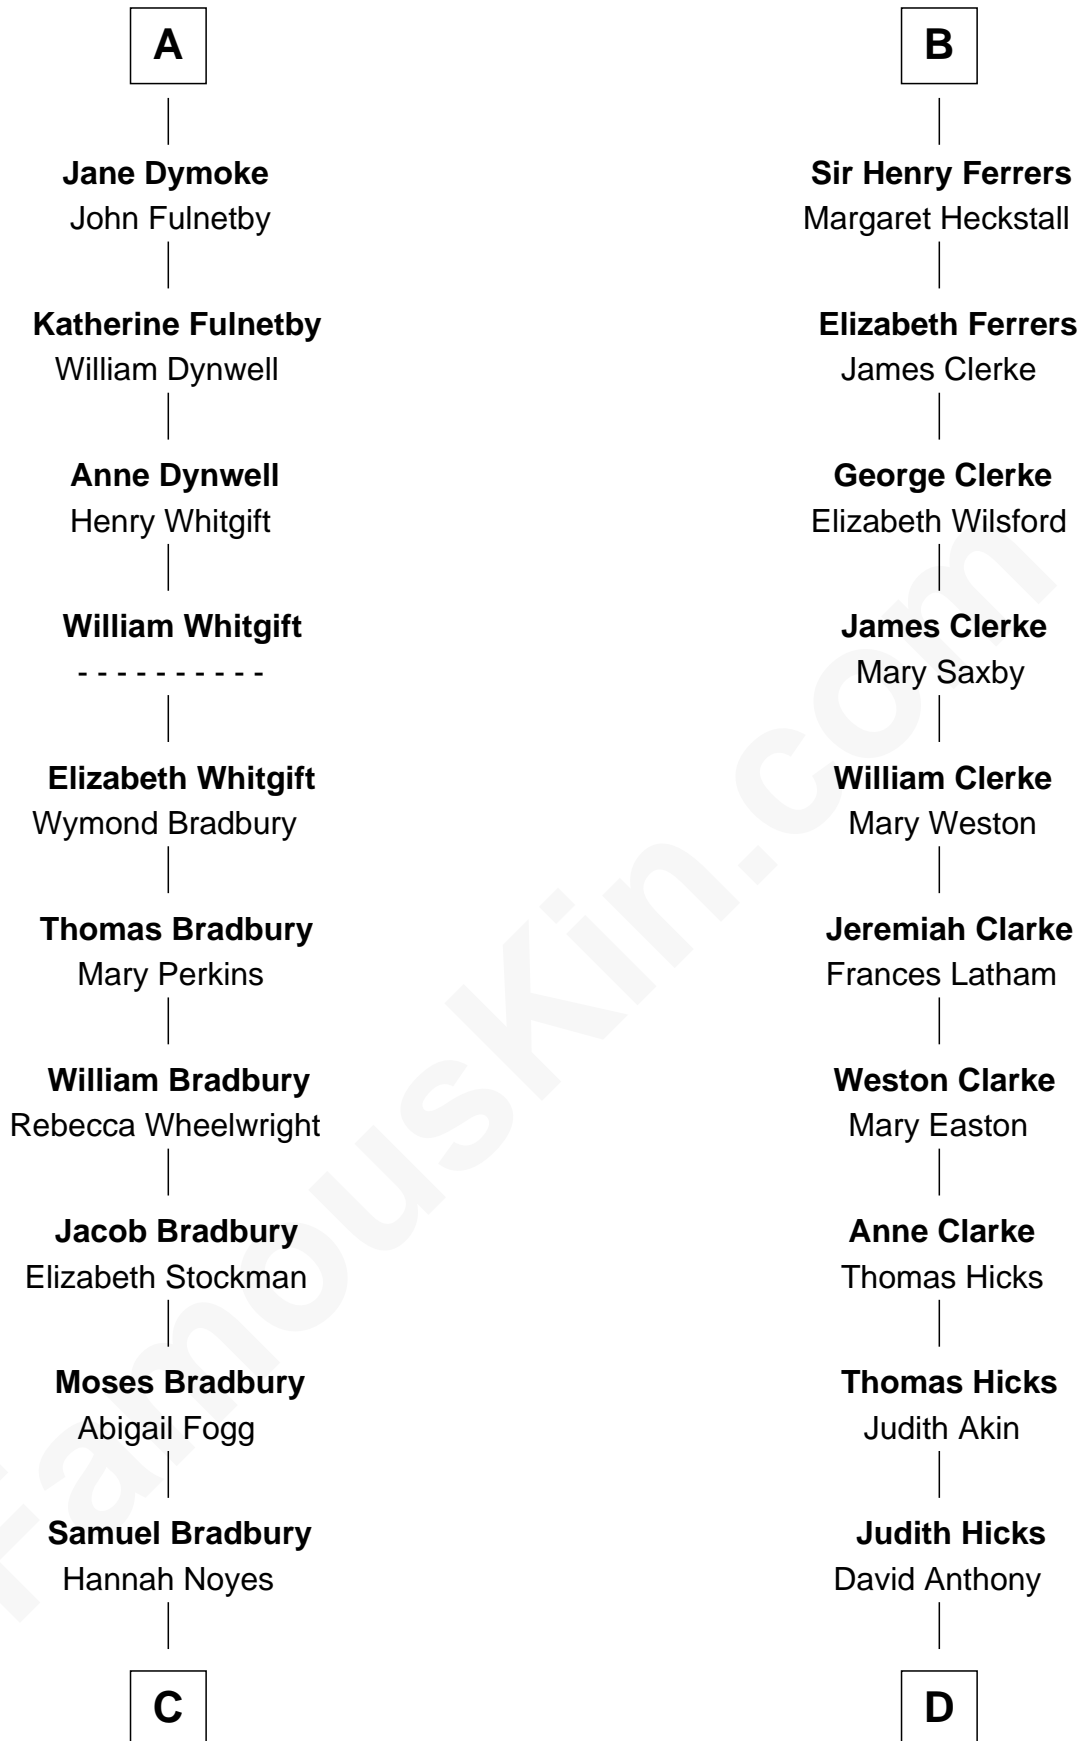 A
Jane Dymoke
John Fulnetby
Katherine Fulnetby
William Dynwell
Anne Dynwell
Henry Whitgift
William Whitgift
- - - - - - - - - -
Elizabeth Whitgift
Wymond Bradbury
Thomas Bradbury
Mary Perkins
William Bradbury
Rebecca Wheelwright
Jacob Bradbury
Elizabeth Stockman
Moses Bradbury
Abigail Fogg
Samuel Bradbury
Hannah Noyes
C
B
Sir Henry Ferrers
Margaret Heckstall
Elizabeth Ferrers
James Clerke
George Clerke
Elizabeth Wilsford
James Clerke
Mary Saxby
William Clerke
Mary Weston
Jeremiah Clarke
Frances Latham
Weston Clarke
Mary Easton
Anne Clarke
Thomas Hicks
Thomas Hicks
Judith Akin
Judith Hicks
David Anthony
D
FamousKin.com